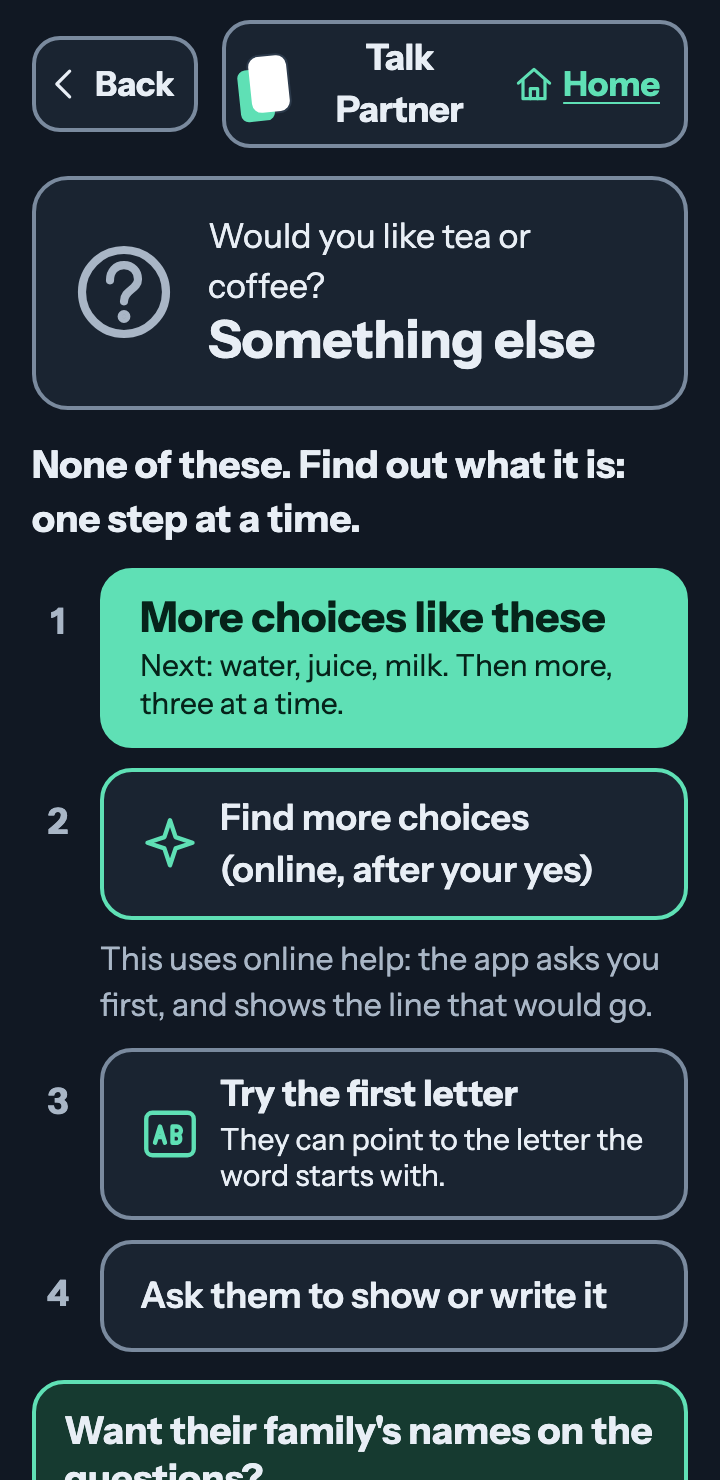 Back
Talk
Partner
Home
Would you like tea or
coffee?
Something else
None of these. Find out what it is:
one step at a time.
1
More choices like these
Next: water, juice, milk. Then more,
three at a time.
2
Find more choices
(online, after your yes)
This uses online help: the app asks you
first, and shows the line that would go.
3
AB
Try the first letter
They can point to the letter the
word starts with.
4
Ask them to show or write it
Want their family's names on the
questions?